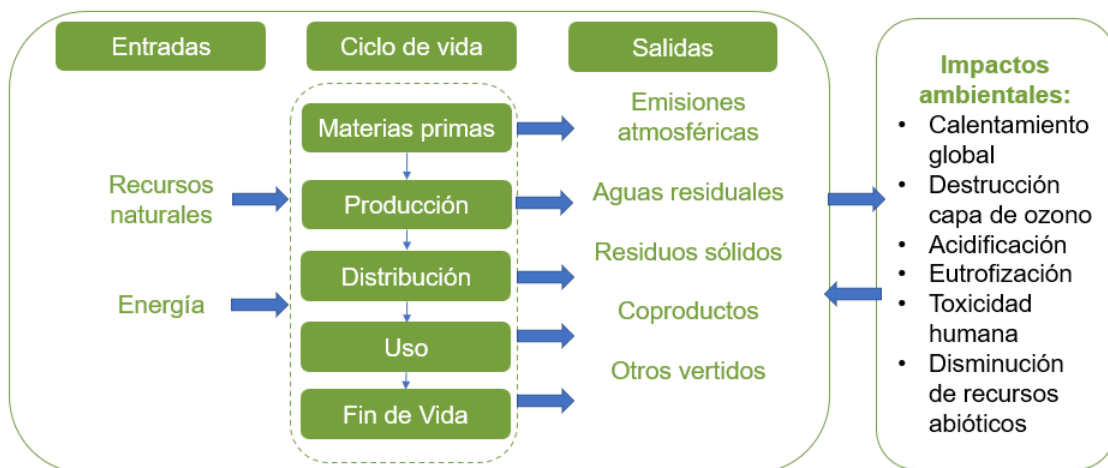 Entradas
Ciclo de vida
Salidas
Recursos
naturales
Energía
Materias primas
Producción
Distribución
Uso
Fin de Vida
Emisiones
atmosféricas
Aguas residuales
Residuos sólidos
Coproductos
Otros vertidos
Impactos
ambientales:
• Calentamiento
global
• Destrucción
capa de ozono
• Acidificación
• Eutrofización
• Toxicidad
humana
• Disminución
de recursos
abióticos